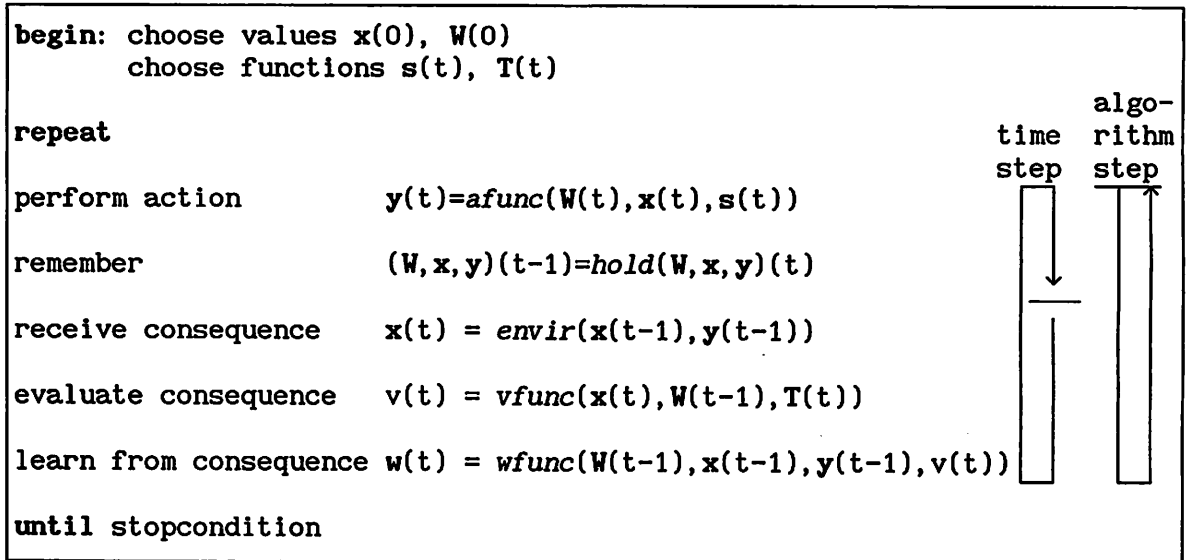 begin: choose values x(0), W(0)
choose functions s(t), T(t)
repeat
time step
algo-
rithm
step
perform action y(t)=afunc(W(t),x(t),s(t))
remember (W,x,y)(t-1)=hold(W,x,y)(t)
receive consequence x(t) = envir(x(t-1),y(t-1))
evaluate consequence v(t) = vfunc(x(t),W(t-1),T(t))
learn from consequence w(t) = wfunc(W(t-1),x(t-1),y(t-1),v(t))
until stopcondition